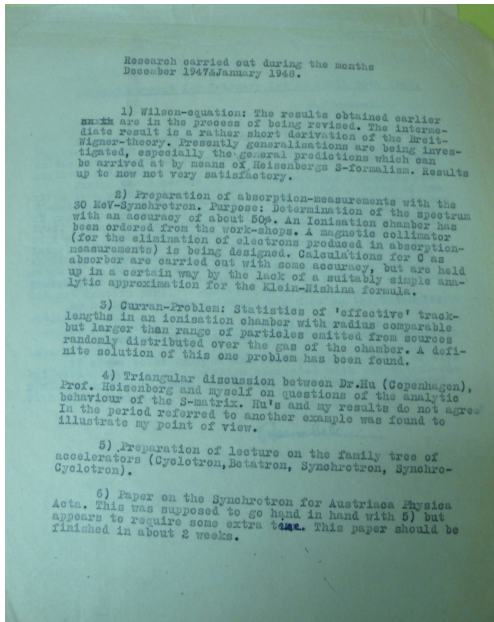 Research carried out during the months
December 1947&January 1948.
1) Wilson-equation: The results obtained earlier
are in the process of being revised. The interme-
diate result is a rather short derivation of the Breit-
Wigner-theory. Presently generalisations are being inves-
tigated, especially the general predictions which can
be arrived at by means of Heisenbergs S-formalism. Results
up to now not very satisfactory.
2) Preparation of absorption-measurements with the
30 MeV-Synchrotron. Purpose: Determination of the spectrum
with an accuracy of about 50%. An Ionisation chamber has
been ordered from the work-shops. A magnetic collimator
(for the elimination of electrons produced in absorption-
measurements) is being designed. Calculations for C as
absorber are carried out with some accuracy, but are held
up in a certain way by the lack of a suitably simple ana-
lytic approximation for the Klein-Nishina formula.
3) Curran-Problem: Statistics of 'effective' track-
lengths in an ionisation chamber with radius comparable
but larger than range of particles emitted from sources
randomly distributed over the gas of the chamber. A defi-
nite solution of this one problem has been found.
4) Triangular discussion between Dr.Hu (Copenhagen),
Prof. Heisenberg and myself on questions of the analytic
behaviour of the S-matrix. Hu's and my results do not agree
In the period referred to another example was found to
illustrate my point of view.
5) Preparation of lecture on the family tree of
accelerators (Cyclotron,Betatron, Synchrotron, Synchro-
Cyclotron).
6) Paper on the Synchrotron for Austriaca Physica
Acta. This was supposed to go hand in hand with 5) but
appears to require some extra time. This paper should be
finished in about 2 weeks.